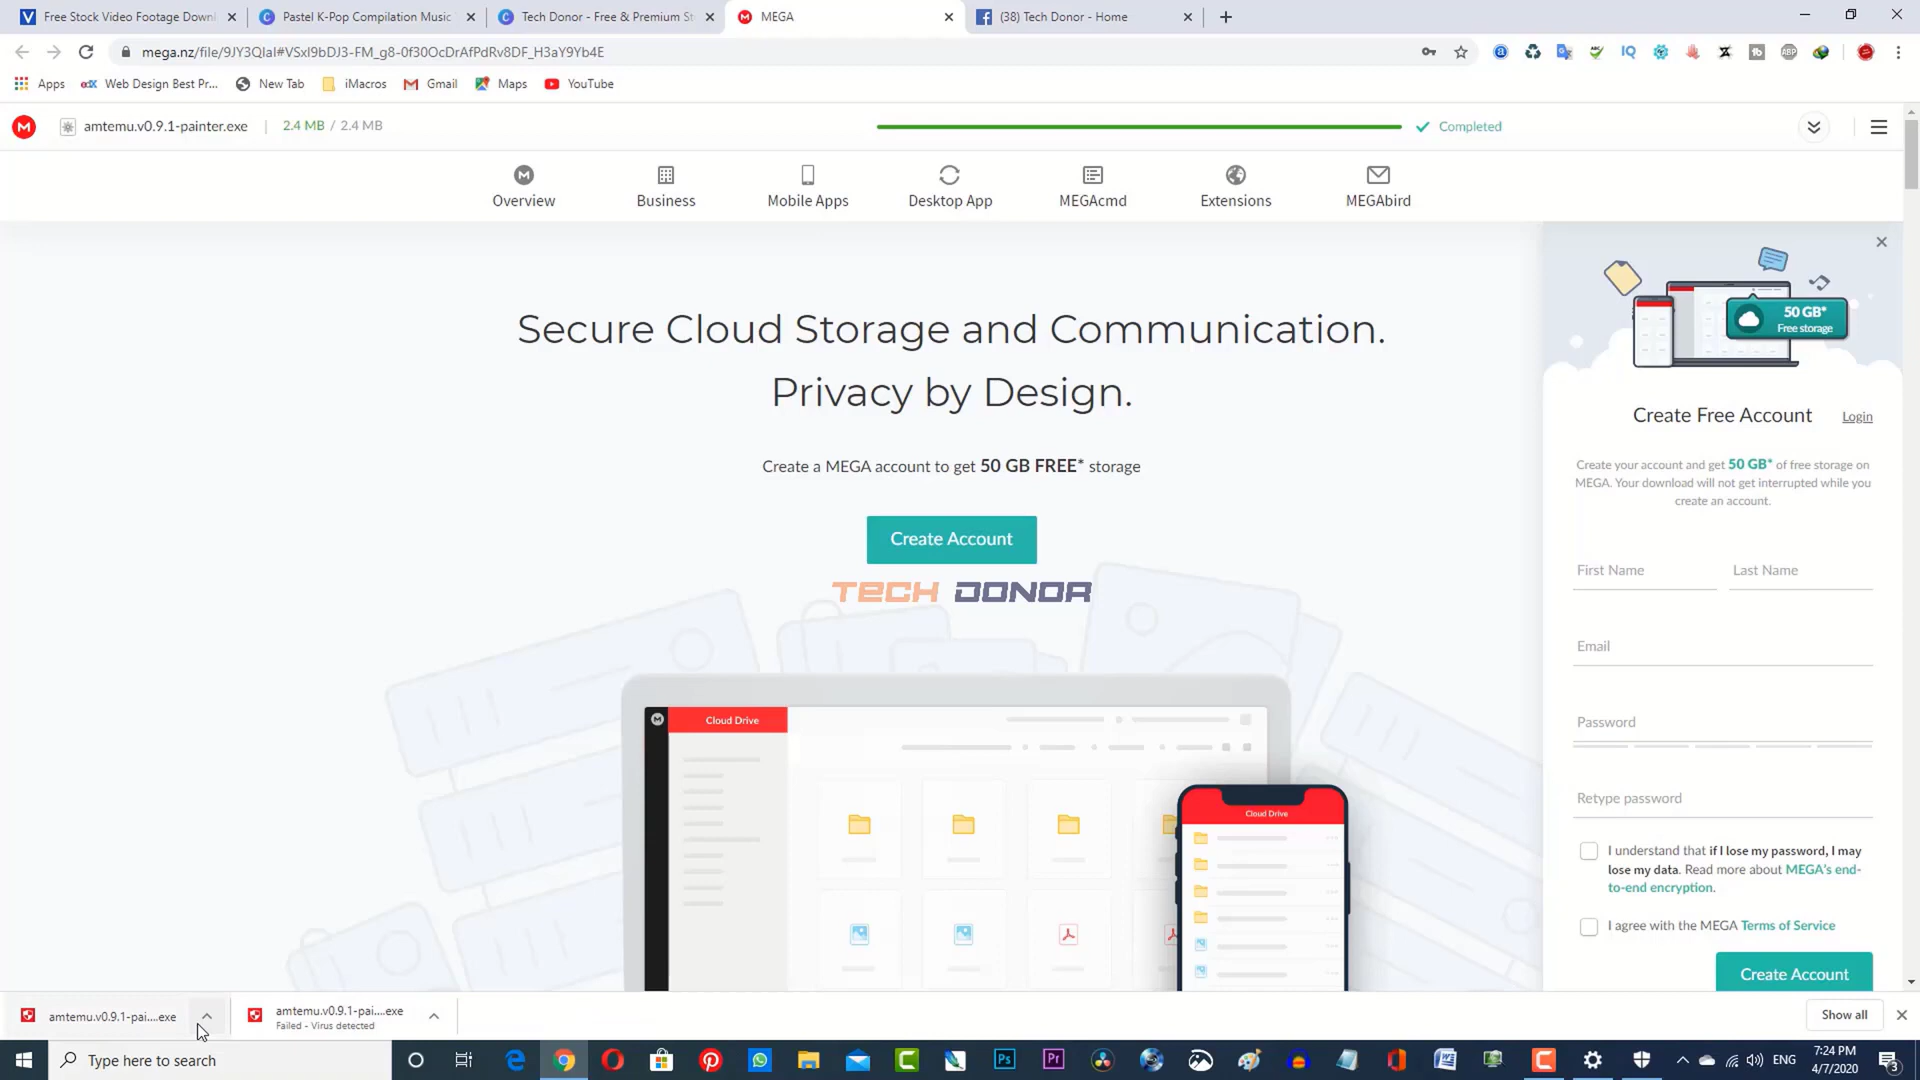 Free Stock Video Footage Downl
Pastel K-Pop Compilation Music
Tech Donor - Free & Premium St
MEGA
(38) Tech Donor - Home
mega.nz/file/9JY3QIaI#VSxI9bDJ3-FM_g8-0f30OcDrAfPdRv8DF_H3aY9Yb4E
Apps
Web Design Best Pr...
New Tab
iMacros
Gmail
Maps
YouTube
amtemu.v0.9.1-painter.exe
2.4 MB / 2.4 MB
Completed
Overview
Business
Mobile Apps
Desktop App
MEGAcmd
Extensions
MEGAbird
Secure Cloud Storage and Communication.
Privacy by Design.
Create a MEGA account to get 50 GB FREE* storage
Create Account
TECH DONOR
Cloud Drive
Cloud Drive
50 GB*
Free storage
Create Free Account
Login
Create your account and get 50 GB* of free storage on
MEGA. Your download will not get interrupted while you
create an account.
First Name
Last Name
Email
Password
Retype password
I understand that if I lose my password, I may
lose my data. Read more about MEGA's end-
to-end encryption.
I agree with the MEGA Terms of Service
Create Account
amtemu.v0.9.1-pai....exe
amtemu.v0.9.1-pai....exe
Failed - Virus detected
Show all
Type here to search
ENG
7:24 PM
4/7/2020
3